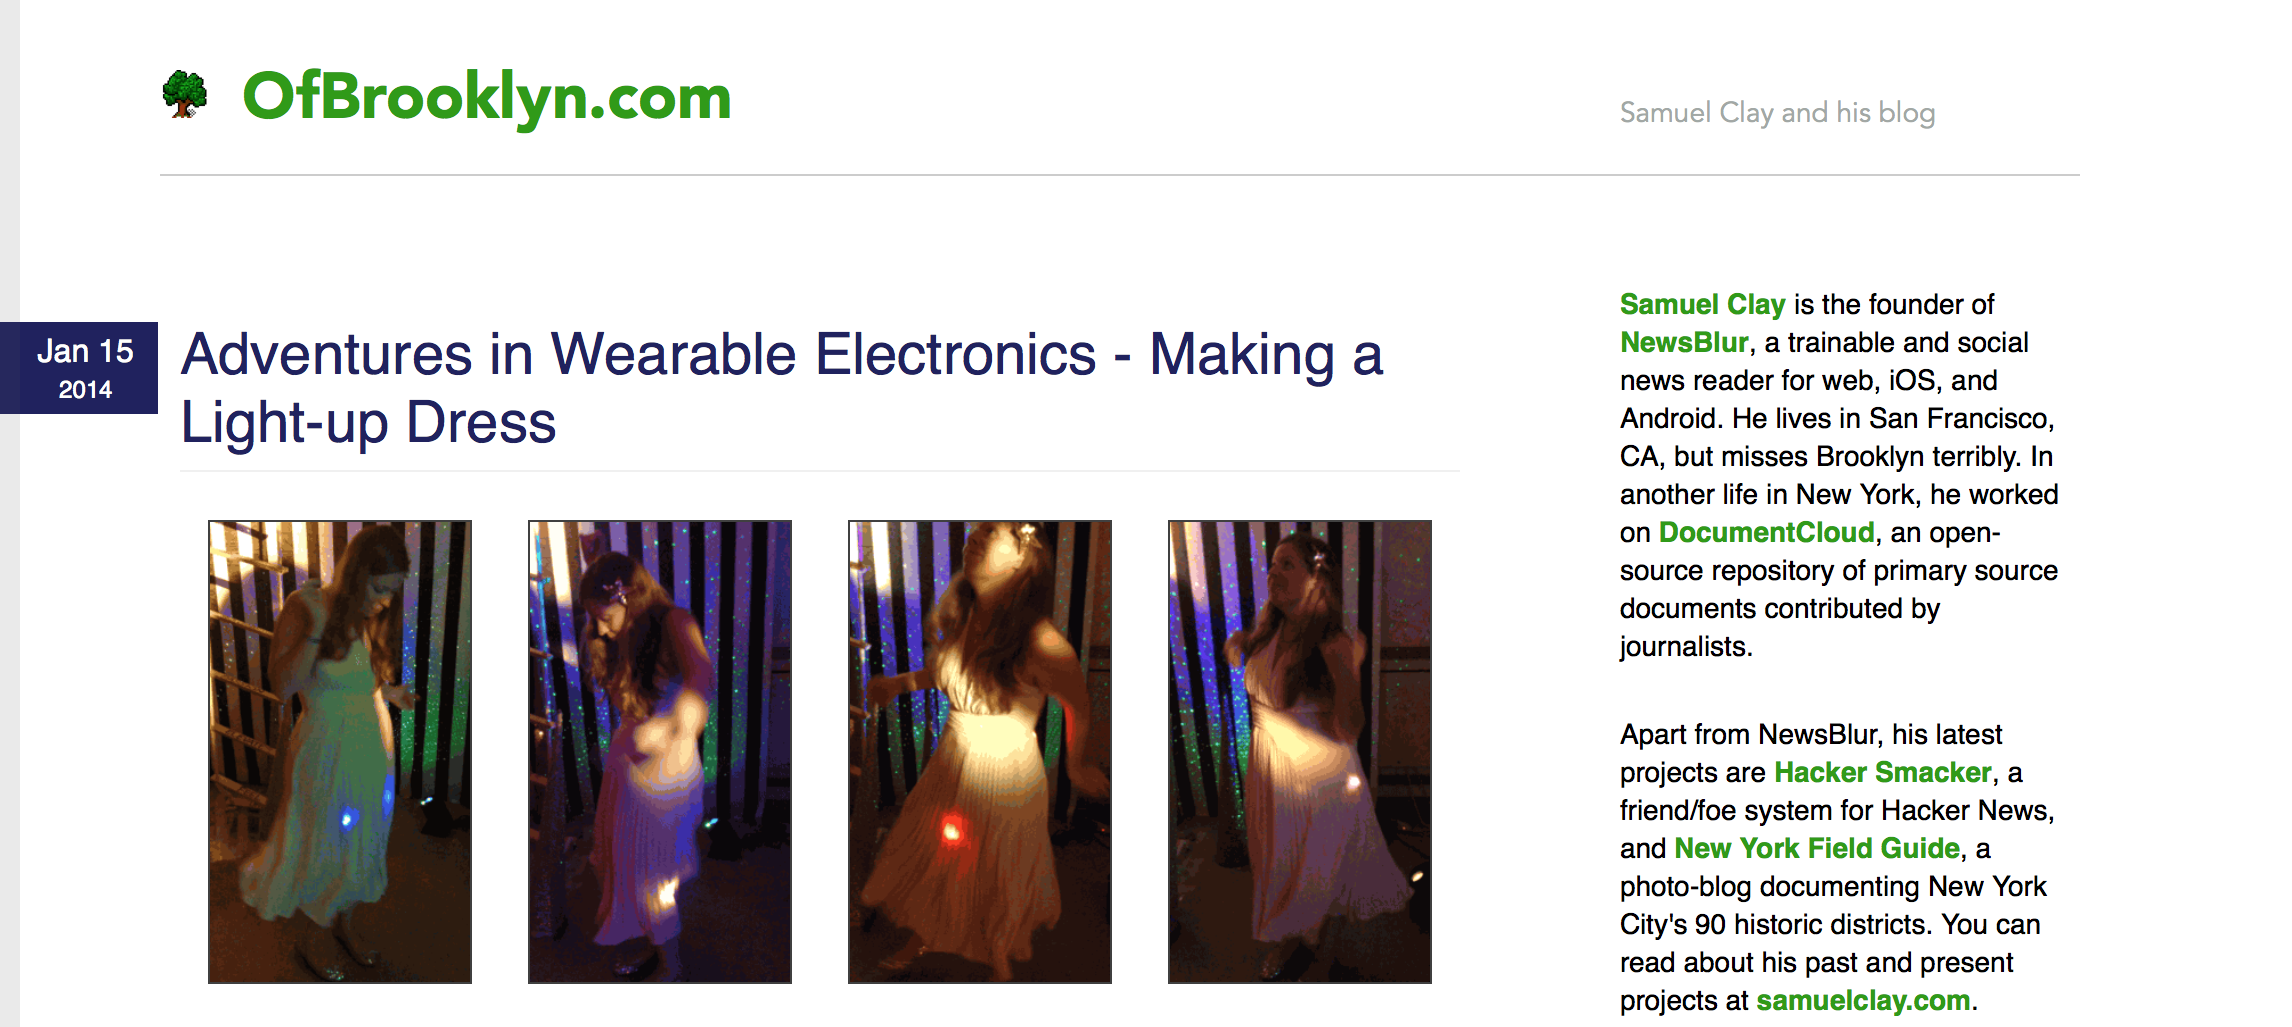 OfBrooklyn.com
Samuel Clay and his blog
Jan 15
2014
Adventures in Wearable Electronics - Making a
Light-up Dress
Samuel Clay is the founder of
NewsBlur, a trainable and social
news reader for web, iOS, and
Android. He lives in San Francisco,
CA, but misses Brooklyn terribly. In
another life in New York, he worked
on DocumentCloud, an open-
source repository of primary source
documents contributed by
journalists.
Apart from NewsBlur, his latest
projects are Hacker Smacker, a
friend/foe system for Hacker News,
and New York Field Guide, a
photo-blog documenting New York
City's 90 historic districts. You can
read about his past and present
projects at samuelclay.com.